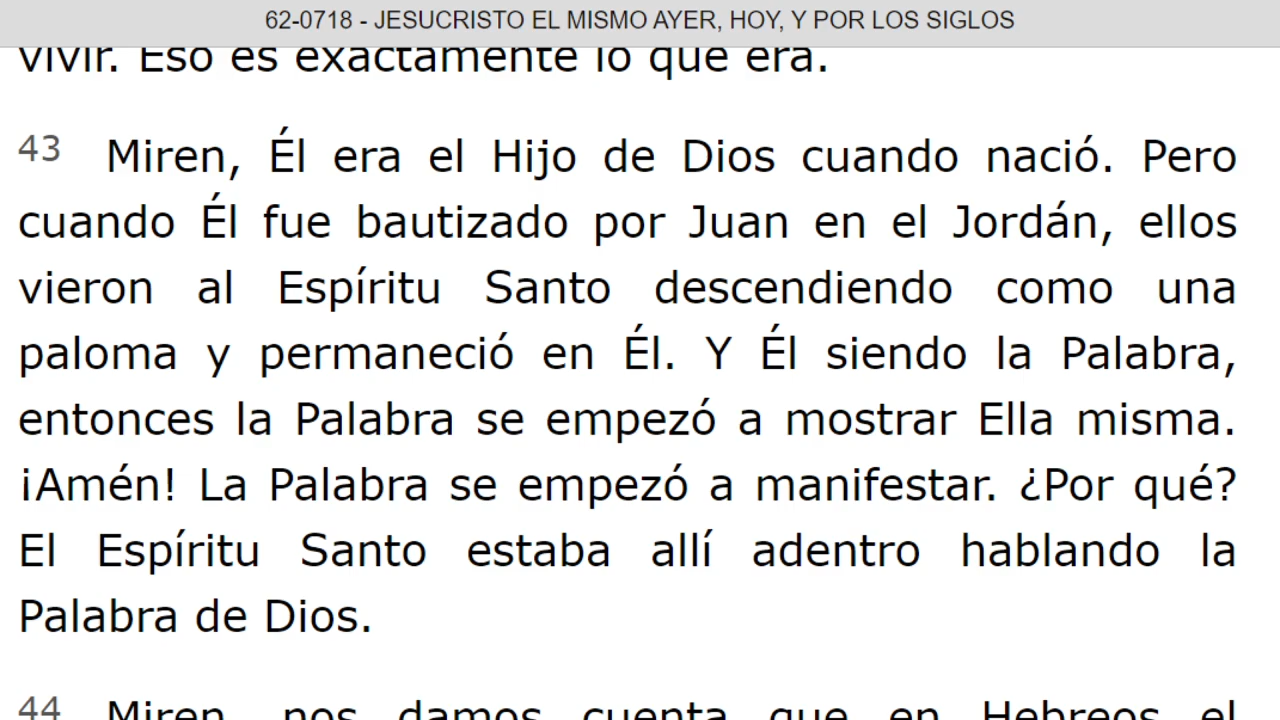 62-0718 - JESUCRISTO EL MISMO AYER, HOY, Y POR LOS SIGLOS
vivir. Eso es exactamente lo que era.
43 Miren, Él era el Hijo de Dios cuando nació. Pero
cuando Él fue bautizado por Juan en el Jordán, ellos
vieron al Espíritu Santo descendiendo como una
paloma y permaneció en Él. Y Él siendo la Palabra,
entonces la Palabra se empezó a mostrar Ella misma.
¡Amén! La Palabra se empezó a manifestar. ¿Por qué?
El Espíritu Santo estaba allí adentro hablando la
Palabra de Dios.
44 Miren, nos damos cuenta que en Hebreos el